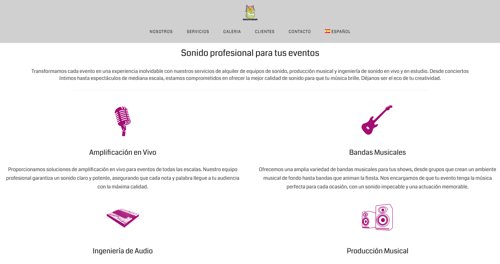 NOSOTROS SERVICIOS GALERIA CLIENTES CONTACTO ESPAÑOL
Sonido profesional para tus eventos
Transformamos cada evento en una experiencia inolvidable con nuestros servicios de alquiler de equipos de sonido, producción musical y ingeniería de sonido en vivo y en estudio. Desde conciertos
íntimos hasta espectáculos de mediana escala, estamos comprometidos en ofrecer la mejor calidad de sonido para que tu música brille. Déjanos ser el eco de tu creatividad.
Amplificación en Vivo
Proporcionamos soluciones de amplificación en vivo para eventos de todas las escalas. Nuestro equipo
profesional garantiza un sonido claro y potente, asegurando que cada nota y palabra llegue a tu audiencia
con la máxima calidad.
Bandas Musicales
Ofrecemos una amplia variedad de bandas musicales para tus shows, desde grupos que crean un ambiente
musical de fondo hasta bandas que animan la fiesta. Nos encargamos de que tu evento tenga la música
perfecta para cada ocasión, con un sonido impecable y una actuación memorable.
Ingeniería de Audio
Producción Musical